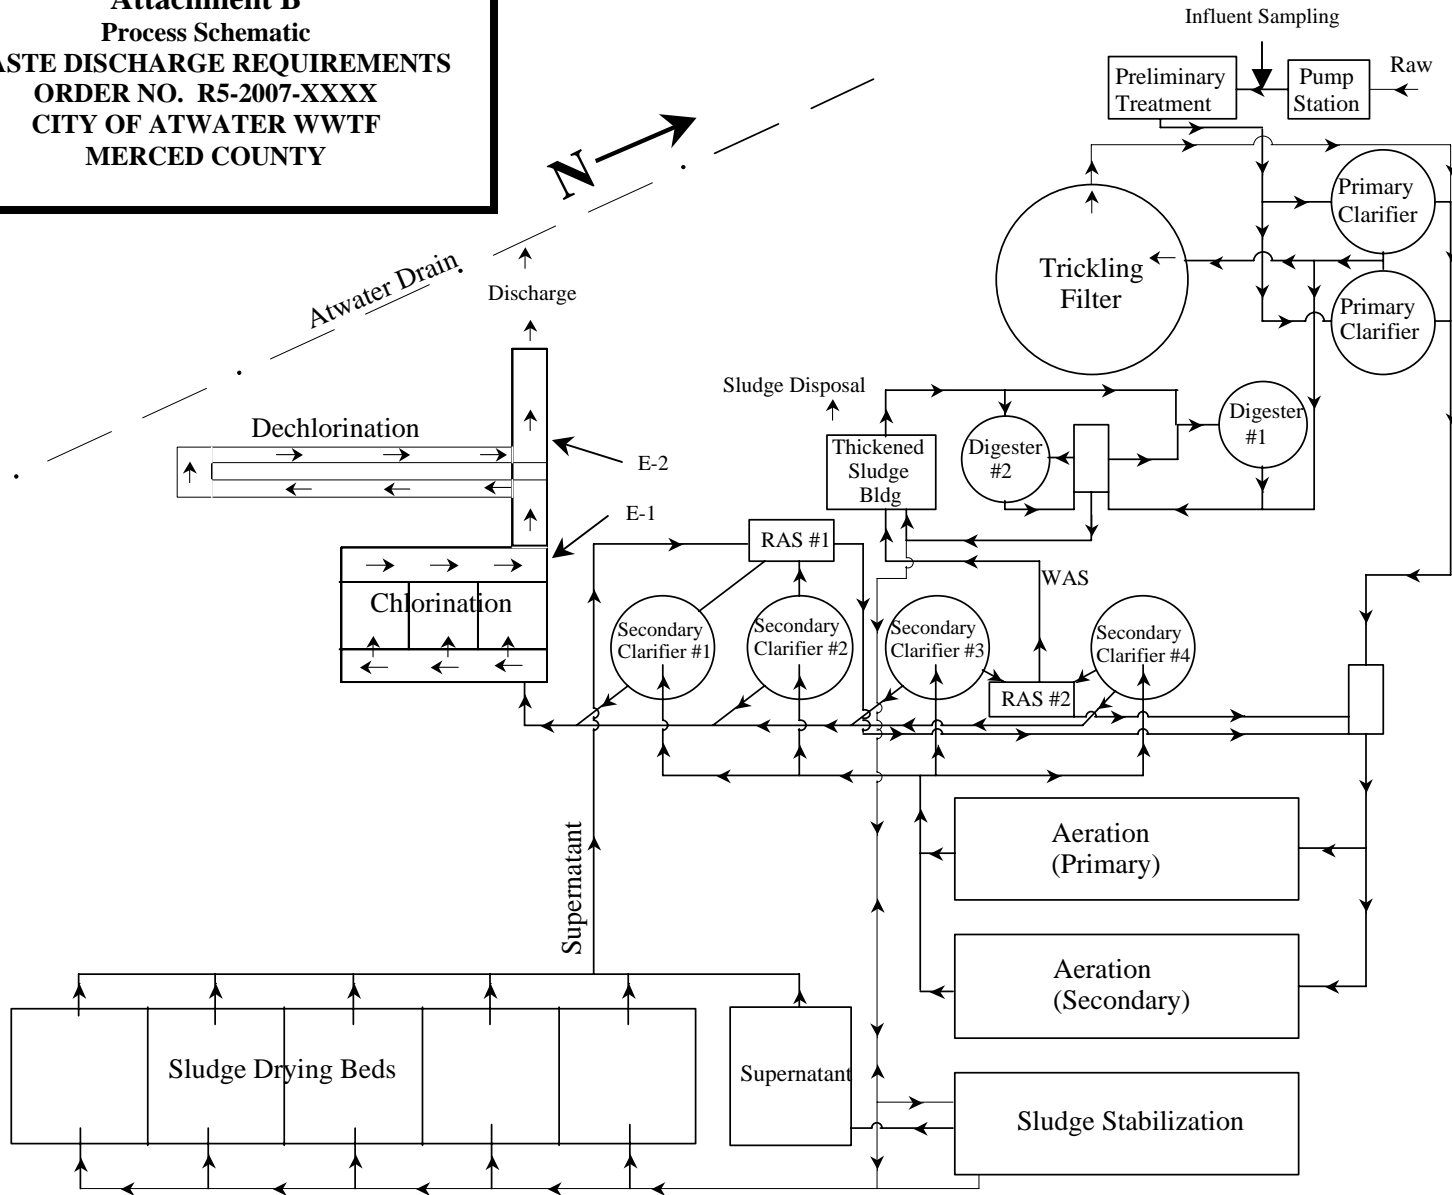 Attachment B
Process Schematic
ASTE DISCHARGE REQUIREMENTS
ORDER NO. R5-2007-XXXX
CITY OF ATWATER WWTF
MERCED COUNTY
Influent Sampling
Preliminary
Treatment
Pump
Station
Raw
N
Primary
Clarifier
Trickling
Filter
Primary
Clarifier
Atwater Drain
Discharge
Sludge Disposal
Dechlorination
E-2
E-1
Thickened
Sludge
Bldg
Digester
#2
Digester
#1
RAS #1
WAS
Chlorination
Secondary
Clarifier #1
Secondary
Clarifier #2
Secondary
Clarifier #3
Secondary
Clarifier #4
RAS #2
Aeration
(Primary)
Supernatant
Aeration
(Secondary)
Sludge Drying Beds
Supernatant
Sludge Stabilization